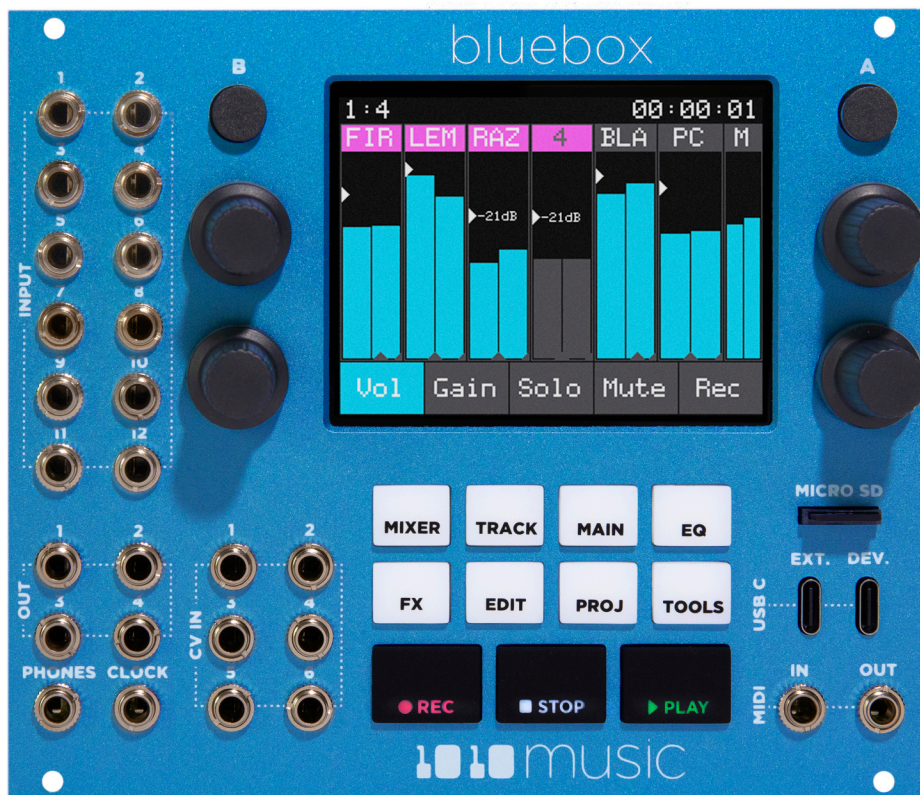 bluebox
B
A
1 2
3 4
5 6
7 8
9 10
11 12
INPUT
1:4 00:00:01
FIR LEM RAZ 4 BLA PC M
-21dB -21dB
Vol Gain Solo Mute Rec
MICRO SD
EXT. DEV.
USB C
MIXER TRACK MAIN EQ
FX EDIT PROJ TOOLS
REC STOP PLAY
1 2
3 4
OUT
PHONES CLOCK
1 2
3 4
5 6
CV IN
IN OUT
MIDI
1010music